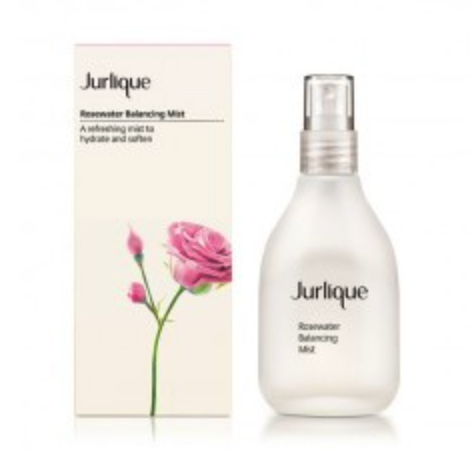 Jurlique
Rosewater Balancing Mist
A refreshing mist to
hydrate and soften
Jurlique
Rosewater
Balancing
Mist